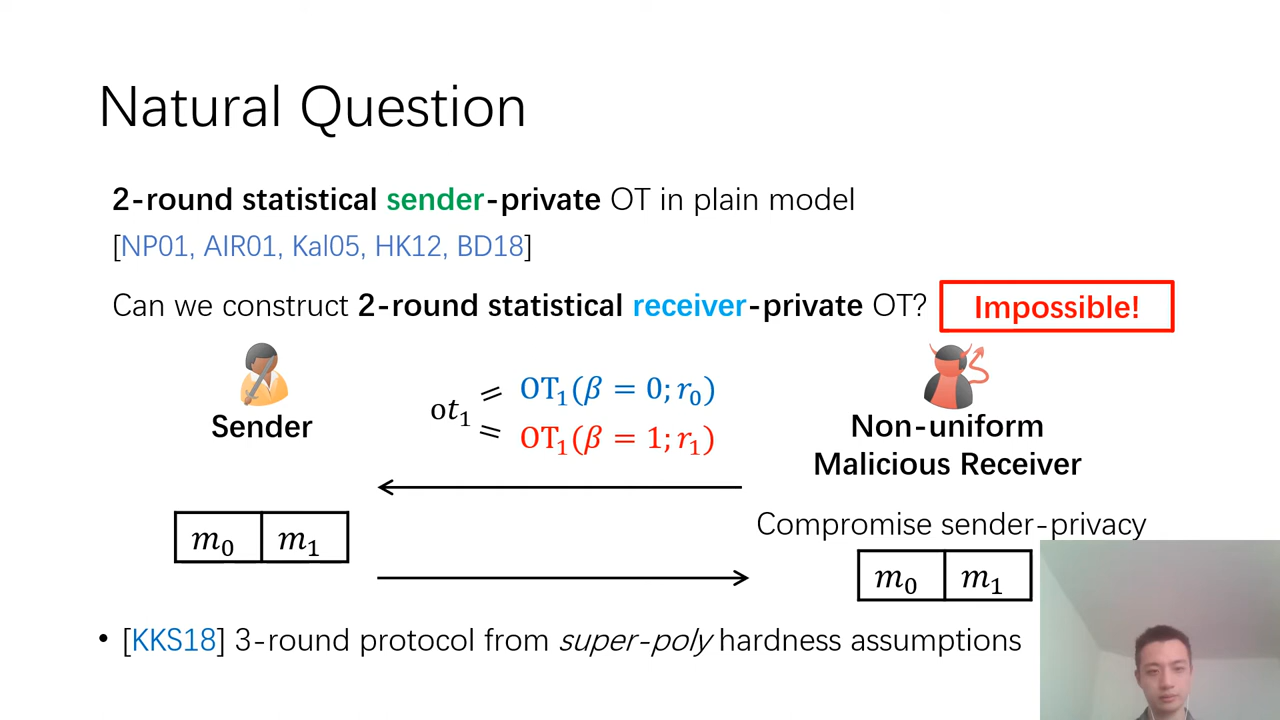 Natural Question
2-round statistical sender-private OT in plain model
[NP01, AIR01, Kal05, HK12, BD18]
Can we construct 2-round statistical receiver-private OT? Impossible!
ot₁ = OT₁(β = 0; r₀)
= OT₁(β = 1; r₁)
Sender
Non-uniform
Malicious Receiver
Compromise sender-privacy
m₀ m₁
m₀ m₁
• [KKS18] 3-round protocol from super-poly hardness assumptions